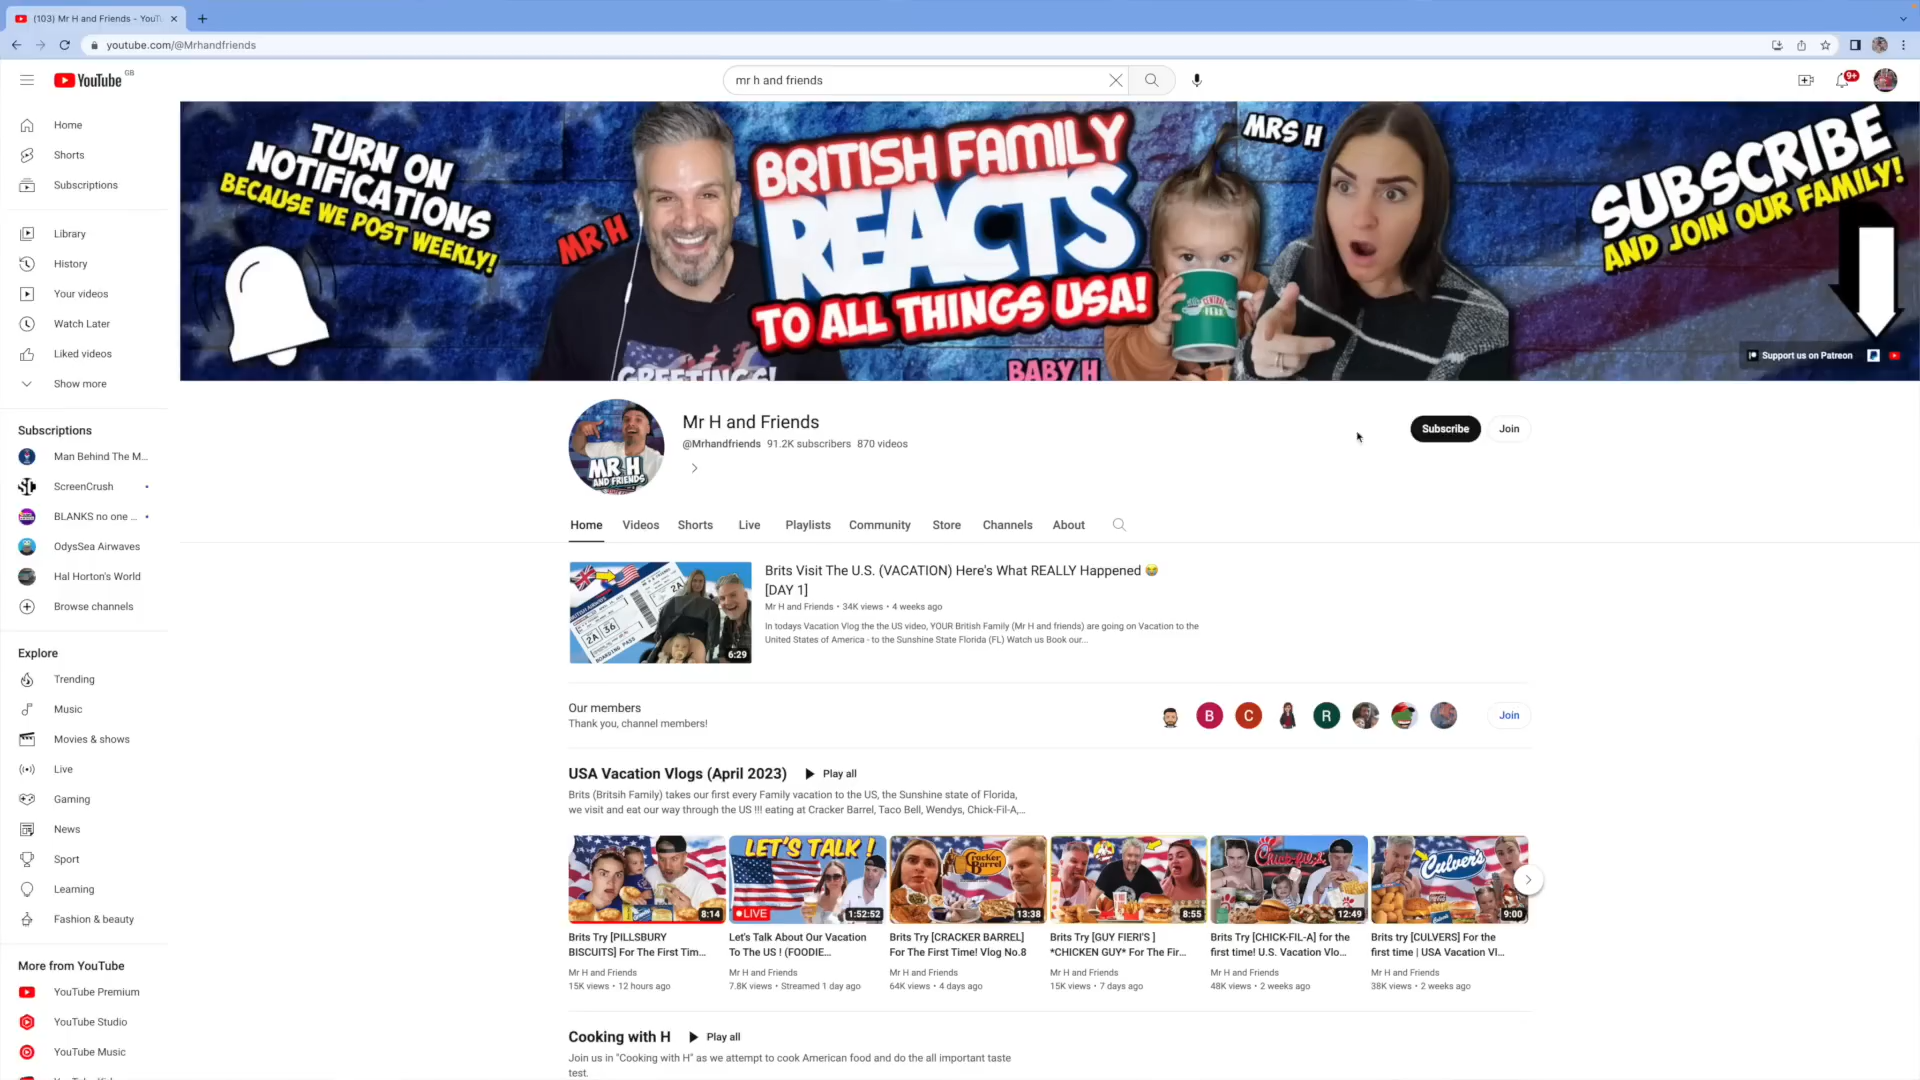 (103) Mr H and Friends - YouT
youtube.com/@Mrhandfriends
YouTube GB
mr h and friends
9+
Home
Shorts
Subscriptions
Library
History
Your videos
Watch Later
Liked videos
Show more
Subscriptions
Man Behind The M...
ScreenCrush
BLANKS no one ...
OdysSea Airwaves
Hal Horton's World
Browse channels
Explore
Trending
Music
Movies & shows
Live
Gaming
News
Sport
Learning
Fashion & beauty
More from YouTube
YouTube Premium
YouTube Studio
YouTube Music
TURN ON
NOTIFICATIONS
BECAUSE WE POST WEEKLY!
MR H
GREETINGS!
BRITISH FAMILY
REACTS
TO ALL THINGS USA!
BABY H
CENTRAL
PERK
MRS H
SUBSCRIBE
AND JOIN OUR FAMILY!
Support us on Patreon
MR H
AND FRIENDS
Mr H and Friends
@Mrhandfriends 91.2K subscribers 870 videos
Subscribe
Join
Home Videos Shorts Live Playlists Community Store Channels About
2A
2A 36
BOARDING PASS
6:29
Brits Visit The U.S. (VACATION) Here's What REALLY Happened 😭
[DAY 1]
Mr H and Friends • 34K views • 4 weeks ago
In todays Vacation Vlog the the US video, YOUR British Family (Mr H and friends) are going on Vacation to the
United States of America - to the Sunshine State Florida (FL) Watch us Book our...
Our members
Thank you, channel members!
B
C
R
Join
USA Vacation Vlogs (April 2023) Play all
Brits (Britsih Family) takes our first every Family vacation to the US, the Sunshine state of Florida,
we visit and eat our way through the US !!! eating at Cracker Barrel, Taco Bell, Wendys, Chick-Fil-A,...
8:14
Brits Try [PILLSBURY
BISCUITS] For The First Tim...
Mr H and Friends
15K views • 12 hours ago
LET'S TALK !
LIVE
1:52:52
Let's Talk About Our Vacation
To The US ! (FOODIE...
Mr H and Friends
7.8K views • Streamed 1 day ago
Cracker
Barrel
13:38
Brits Try [CRACKER BARREL]
For The First Time! Vlog No.8
Mr H and Friends
64K views • 4 days ago
8:55
Brits Try [GUY FIERI'S ]
*CHICKEN GUY* For The Fir...
Mr H and Friends
15K views • 7 days ago
Chick-fil-A
12:49
Brits Try [CHICK-FIL-A] for the
first time! U.S. Vacation Vlo...
Mr H and Friends
48K views • 2 weeks ago
Culver's
9:00
Brits try [CULVERS] For the
first time | USA Vacation Vl...
Mr H and Friends
38K views • 2 weeks ago
Cooking with H Play all
Join us in "Cooking with H" as we attempt to cook American food and do the all important taste
test.